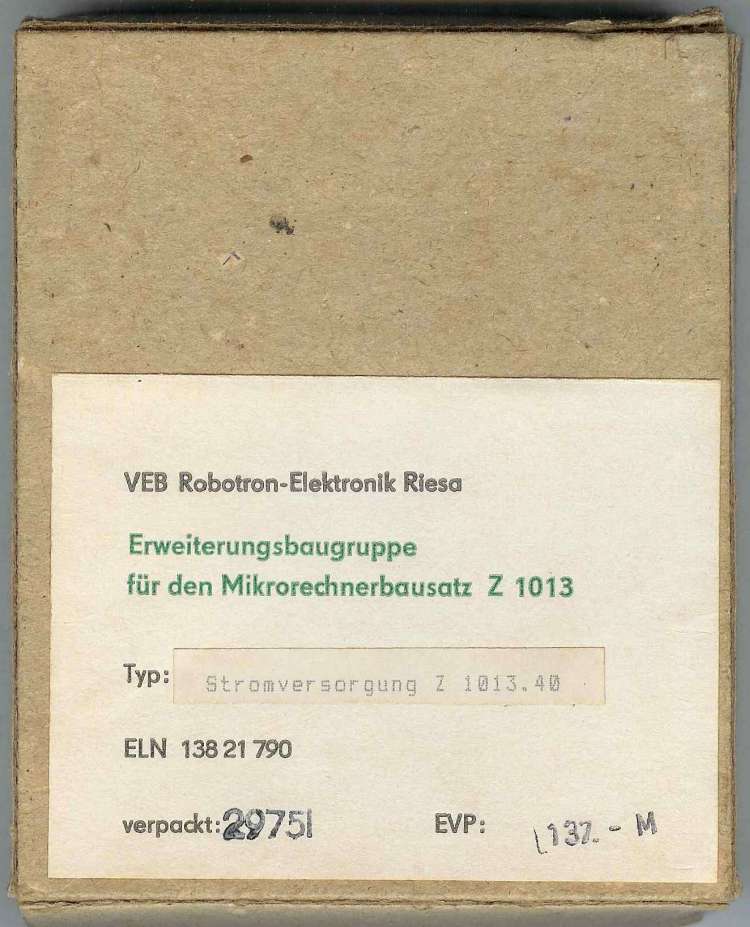 VEB Robotron-Elektronik Riesa
Erweiterungsbaugruppe
für den Mikrorechnerbausatz Z 1013
Typ: Stromversorgung Z 1013.40
ELN 138 21 790
verpackt: 29751 EVP: 137.- M